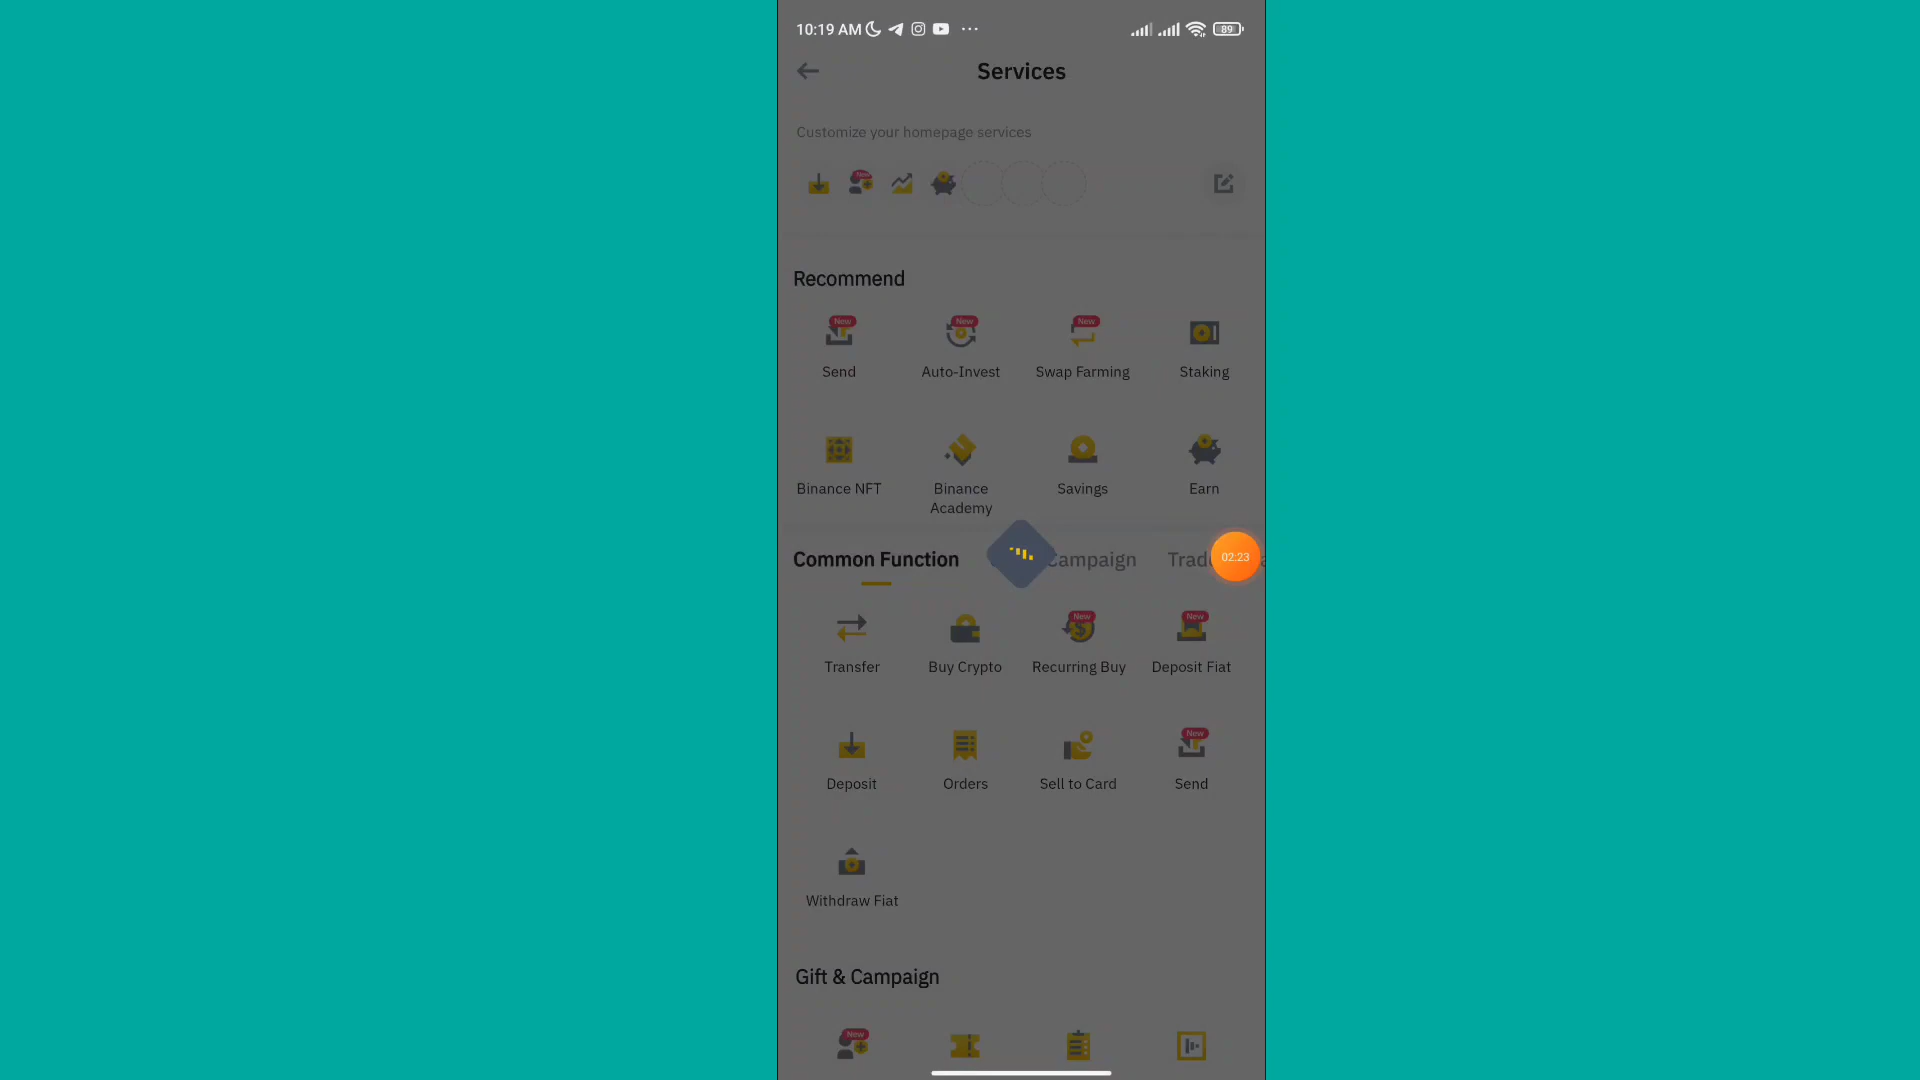 10:19 AM 89
Services
Customize your homepage services
New
Recommend
New New New
Send Auto-Invest Swap Farming Staking
Binance NFT Binance Academy Savings Earn
Common Function Campaign Trad 02:23
New New
Transfer Buy Crypto Recurring Buy Deposit Fiat
New
Deposit Orders Sell to Card Send
Withdraw Fiat
Gift & Campaign
New